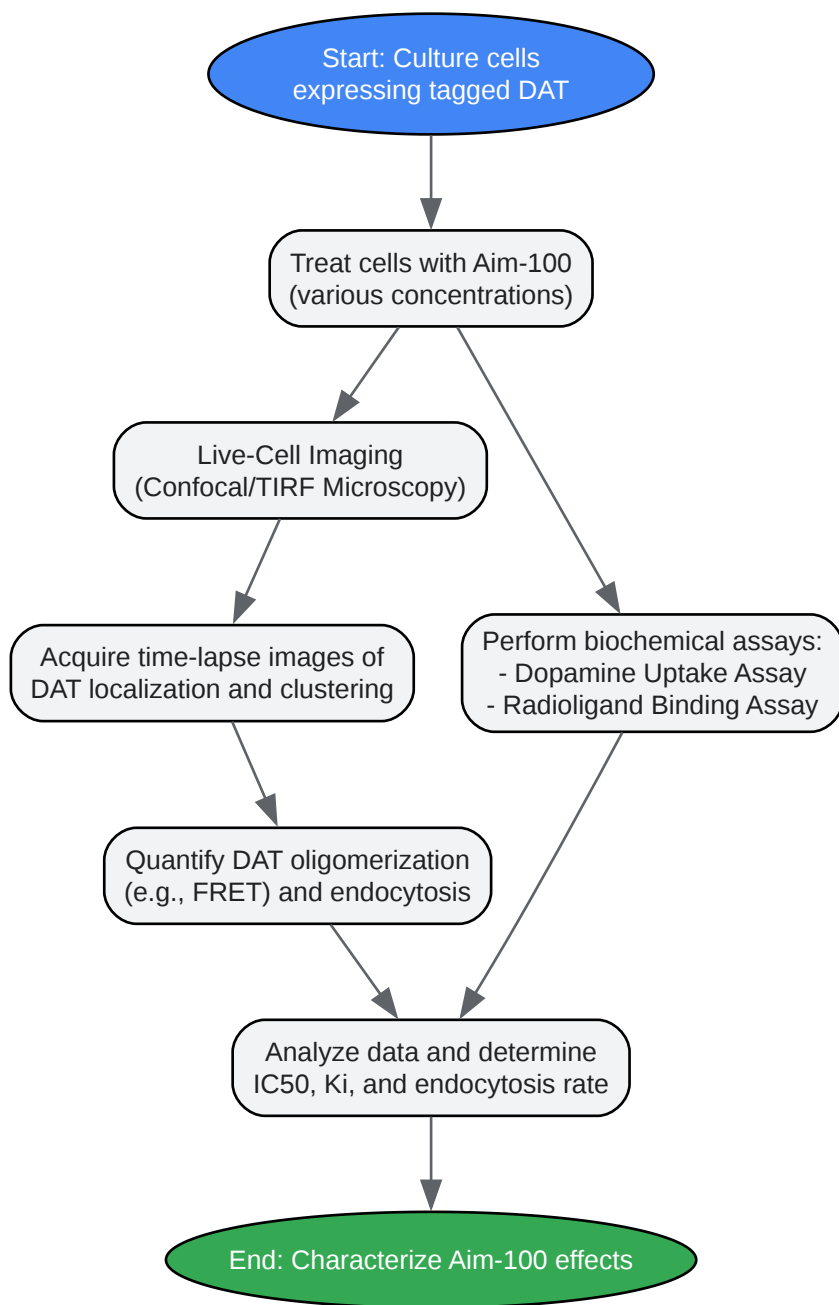 Start: Culture cells
expressing tagged DAT
Treat cells with Aim-100
(various concentrations)
Live-Cell Imaging
(Confocal/TIRF Microscopy)
Acquire time-lapse images of
DAT localization and clustering
Perform biochemical assays:
- Dopamine Uptake Assay
- Radioligand Binding Assay
Quantify DAT oligomerization
(e.g., FRET) and endocytosis
Analyze data and determine
IC50, Ki, and endocytosis rate
End: Characterize Aim-100 effects